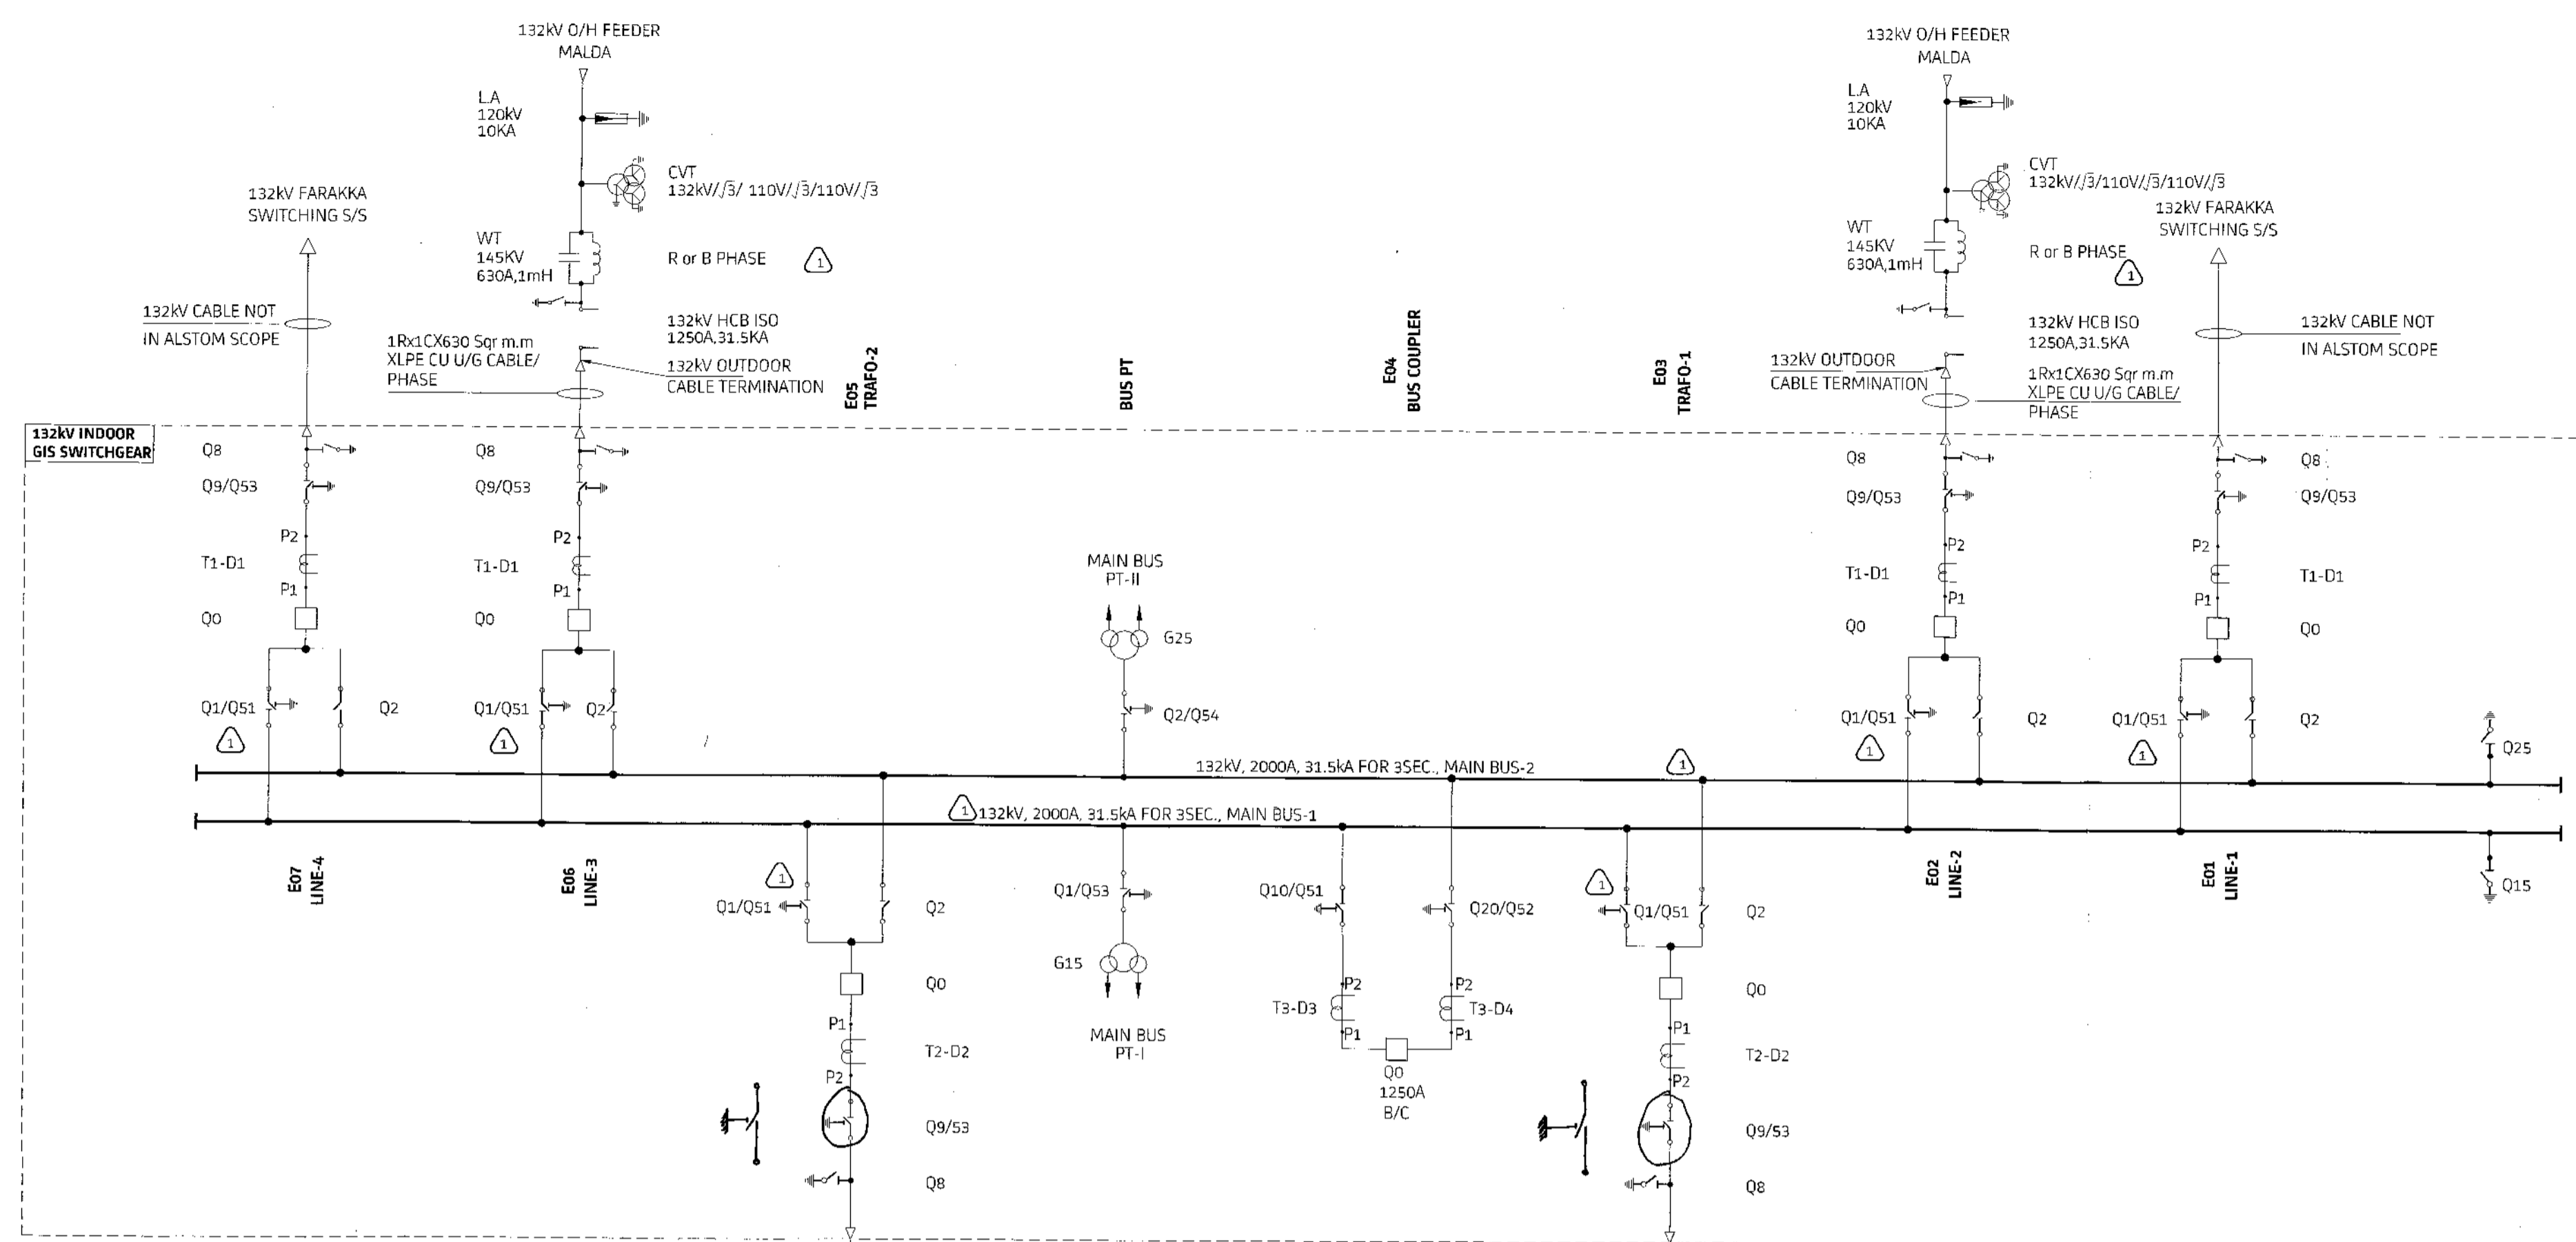 132kV O/H FEEDER
MALDA
L.A
120kV
10KA
CVT
132kV/√3/ 110V/√3/110V/√3
132kV FARAKKA
SWITCHING S/S
WT
145KV
630A,1mH
R or B PHASE
1
132kV CABLE NOT
IN ALSTOM SCOPE
132kV HCB ISO
1250A,31.5KA
1Rx1CX630 Sqr m.m
XLPE CU U/G CABLE/
PHASE
132kV OUTDOOR
CABLE TERMINATION
E05
TRAFO-2
BUS PT
E04
BUS COUPLER
E03
TRAFO-1
132kV O/H FEEDER
MALDA
L.A
120kV
10KA
CVT
132kV/√3/110V/√3/110V/√3
132kV FARAKKA
SWITCHING S/S
WT
145KV
630A,1mH
R or B PHASE
1
132kV HCB ISO
1250A,31.5KA
132kV CABLE NOT
IN ALSTOM SCOPE
132kV OUTDOOR
CABLE TERMINATION
1Rx1CX630 Sqr m.m
XLPE CU U/G CABLE/
PHASE
132kV INDOOR
GIS SWITCHGEAR
Q8
Q9/Q53
P2
T1-D1
P1
Q0
Q1/Q51
Q2
1
Q8
Q9/Q53
P2
T1-D1
P1
Q0
Q1/Q51
Q2
1
MAIN BUS
PT-II
G25
Q2/Q54
Q8
Q9/Q53
P2
T1-D1
P1
Q0
Q1/Q51
Q2
1
Q8
Q9/Q53
P2
T1-D1
P1
Q0
Q1/Q51
Q2
1
Q25
132kV, 2000A, 31.5kA FOR 3SEC., MAIN BUS-2
1
1
132kV, 2000A, 31.5kA FOR 3SEC., MAIN BUS-1
E07
LINE-4
E06
LINE-3
1
Q1/Q51
Q2
Q0
P1
T2-D2
P2
Q9/53
Q8
Q1/Q53
G15
MAIN BUS
PT-I
Q10/Q51
Q20/Q52
P2
P2
T3-D3
T3-D4
P1
P1
Q0
1250A
B/C
1
Q1/Q51
Q2
Q0
P1
T2-D2
P2
Q9/53
Q8
E02
LINE-2
E01
LINE-1
Q15